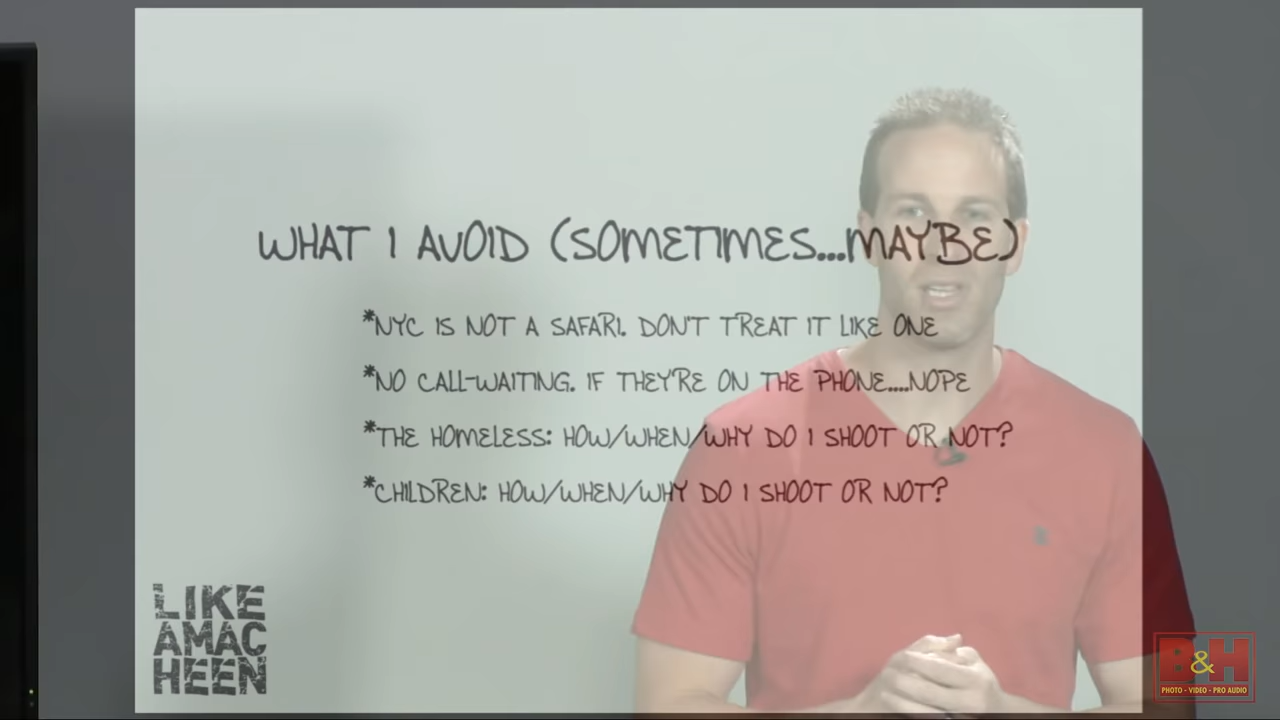 WHAT I AVOID (SOMETIMES...MAYBE)
*NYC IS NOT A SAFARI. DON'T TREAT IT LIKE ONE
*NO CALL-WAITING. IF THEY'RE ON THE PHONE....NOPE
*THE HOMELESS: HOW/WHEN/WHY DO I SHOOT OR NOT?
*CHILDREN: HOW/WHEN/WHY DO I SHOOT OR NOT?
LIKE
AMAC
HEEN
B&H
PHOTO - VIDEO - PRO AUDIO